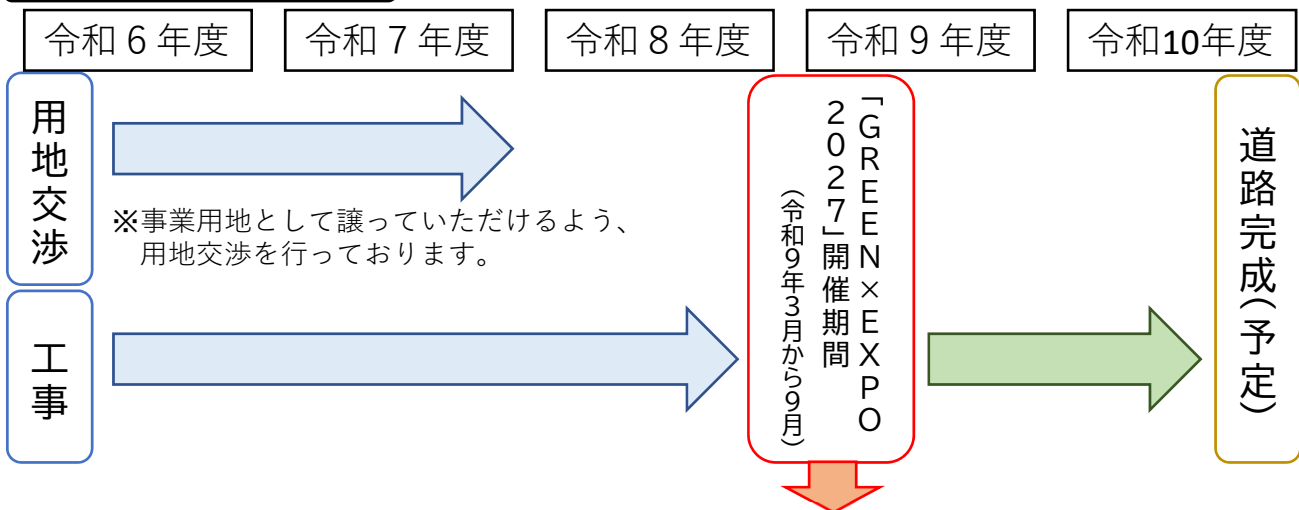 令和６年度
令和７年度
令和８年度
令和９年度
令和10年度
用地交渉
※事業用地として譲っていただけるよう、
用地交渉を行っております。
工事
「ＧＲＥＥＮ×ＥＸＰＯ
２０２７」開催期間
（令和９年３月から９月）
道路完成（予定）